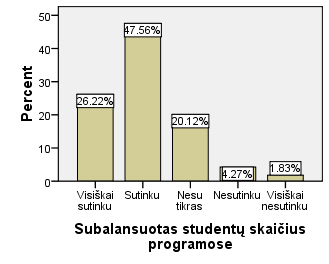 50
40
30
20
10
0
Percent
26.22%
47.56%
20.12%
4.27%
1.83%
Visiškai
sutinku
Sutinku
Nesu
tikras
Nesutinku
Visiškai
nesutinku
Subalansuotas studentų skaičius
programose